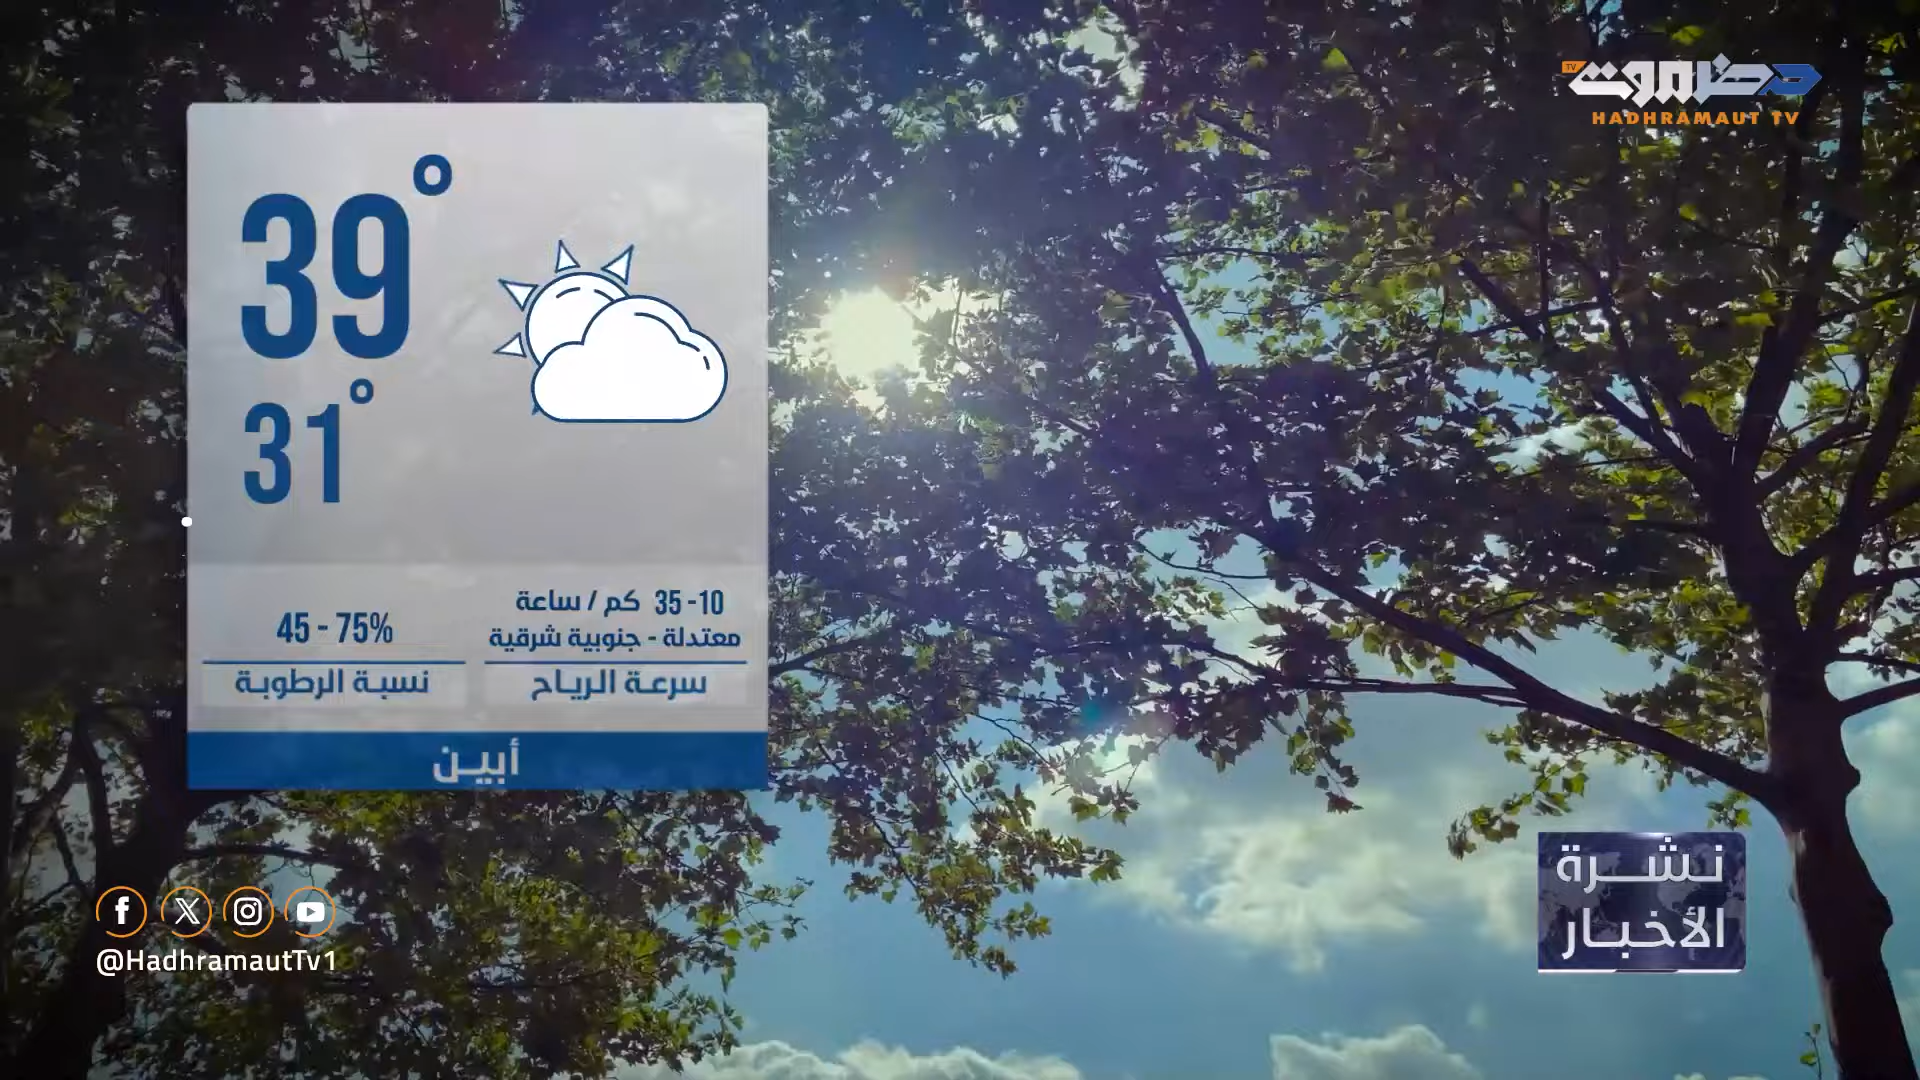 TV
حضرموت
HADHRAMAUT TV
39°
31°
35-10 كم / ساعة
معتدلة - جنوبية شرقية
سرعة الرياح
45 - 75%
نسبة الرطوبة
أبين
نشرة
الأخبار
@HadhramautTv1